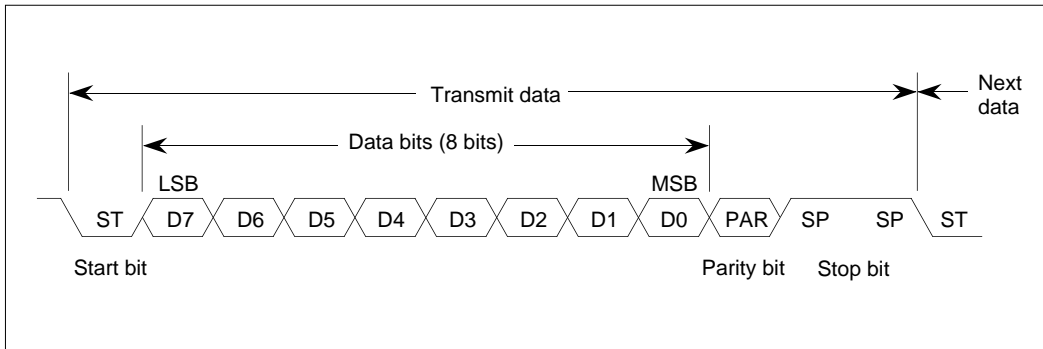 Transmit data
Next
data
Data bits (8 bits)
LSB MSB
ST D7 D6 D5 D4 D3 D2 D1 D0 PAR SP SP ST
Start bit Parity bit Stop bit